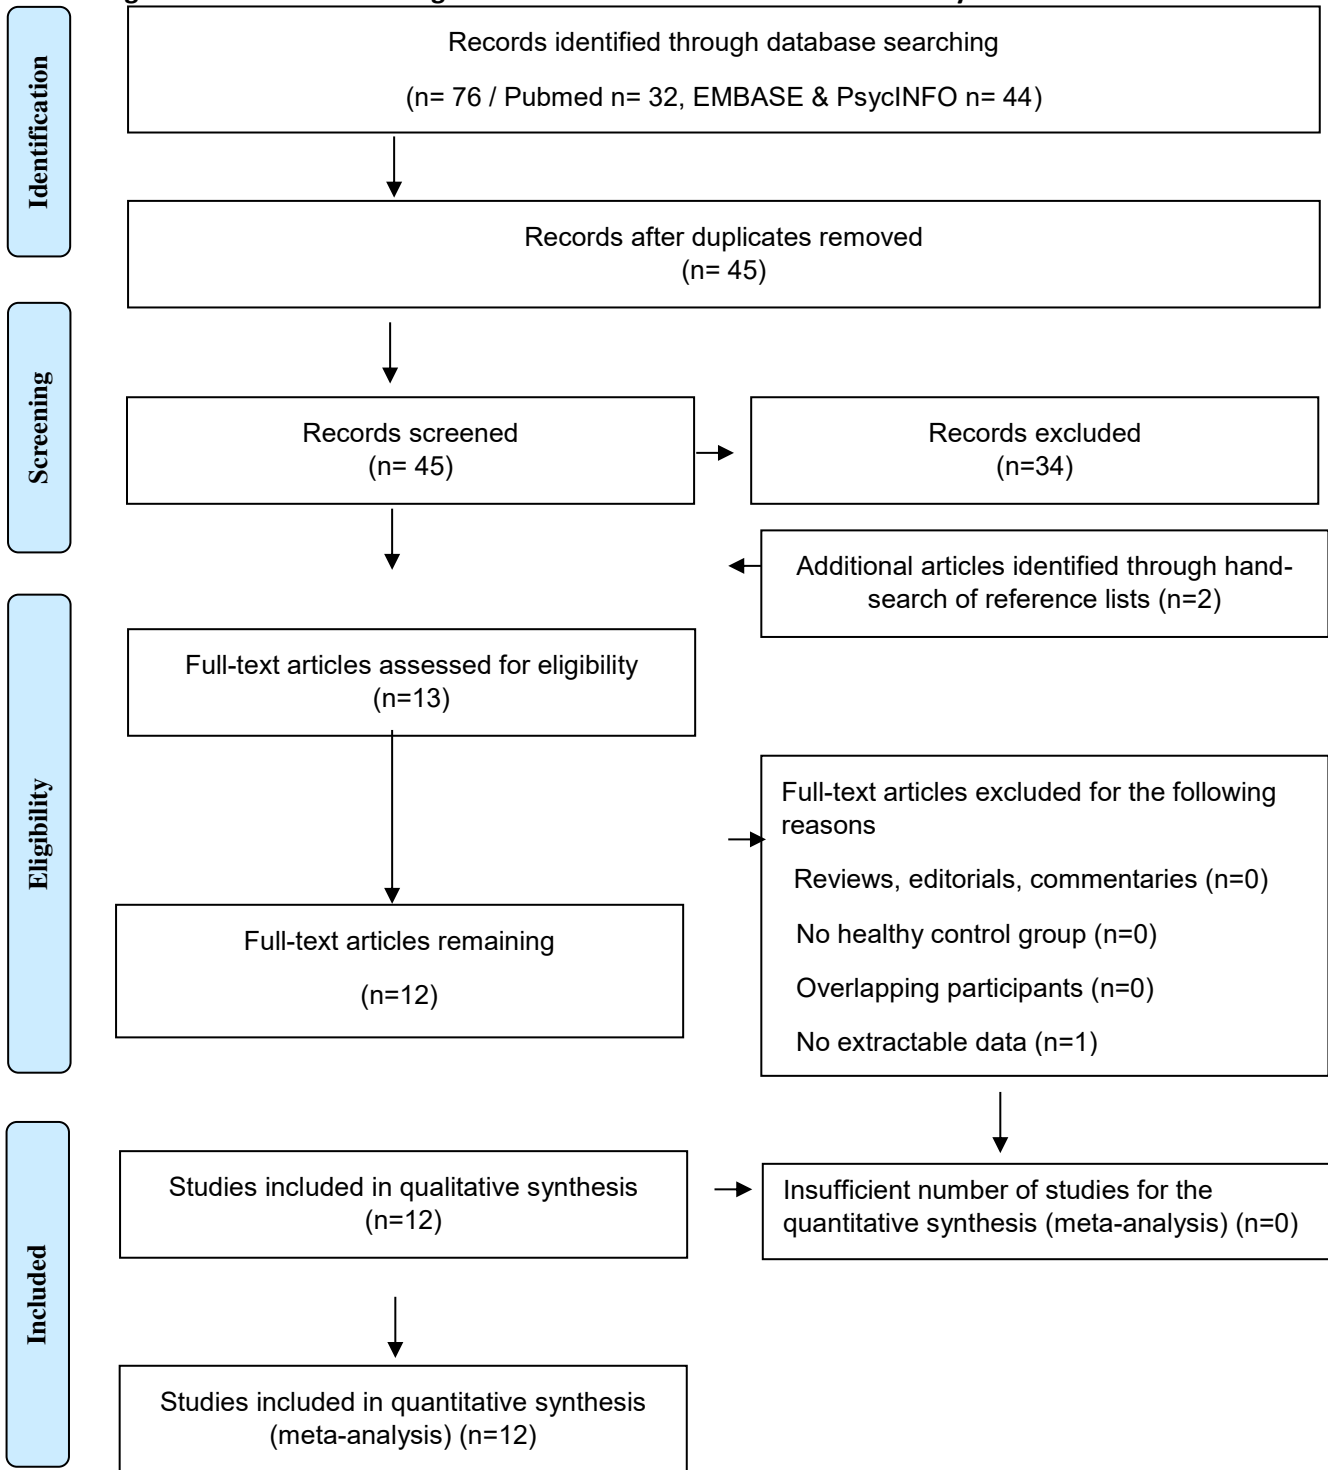 Identification
Records identified through database searching
(n= 76 / Pubmed n= 32, EMBASE & PsycINFO n= 44)
Records after duplicates removed
(n= 45)
Screening
Records screened
(n= 45)
Records excluded
(n=34)
Additional articles identified through hand-
search of reference lists (n=2)
Eligibility
Full-text articles assessed for eligibility
(n=13)
Full-text articles excluded for the following
reasons
Reviews, editorials, commentaries (n=0)
No healthy control group (n=0)
Overlapping participants (n=0)
No extractable data (n=1)
Full-text articles remaining
(n=12)
Included
Studies included in qualitative synthesis
(n=12)
Insufficient number of studies for the
quantitative synthesis (meta-analysis) (n=0)
Studies included in quantitative synthesis
(meta-analysis) (n=12)